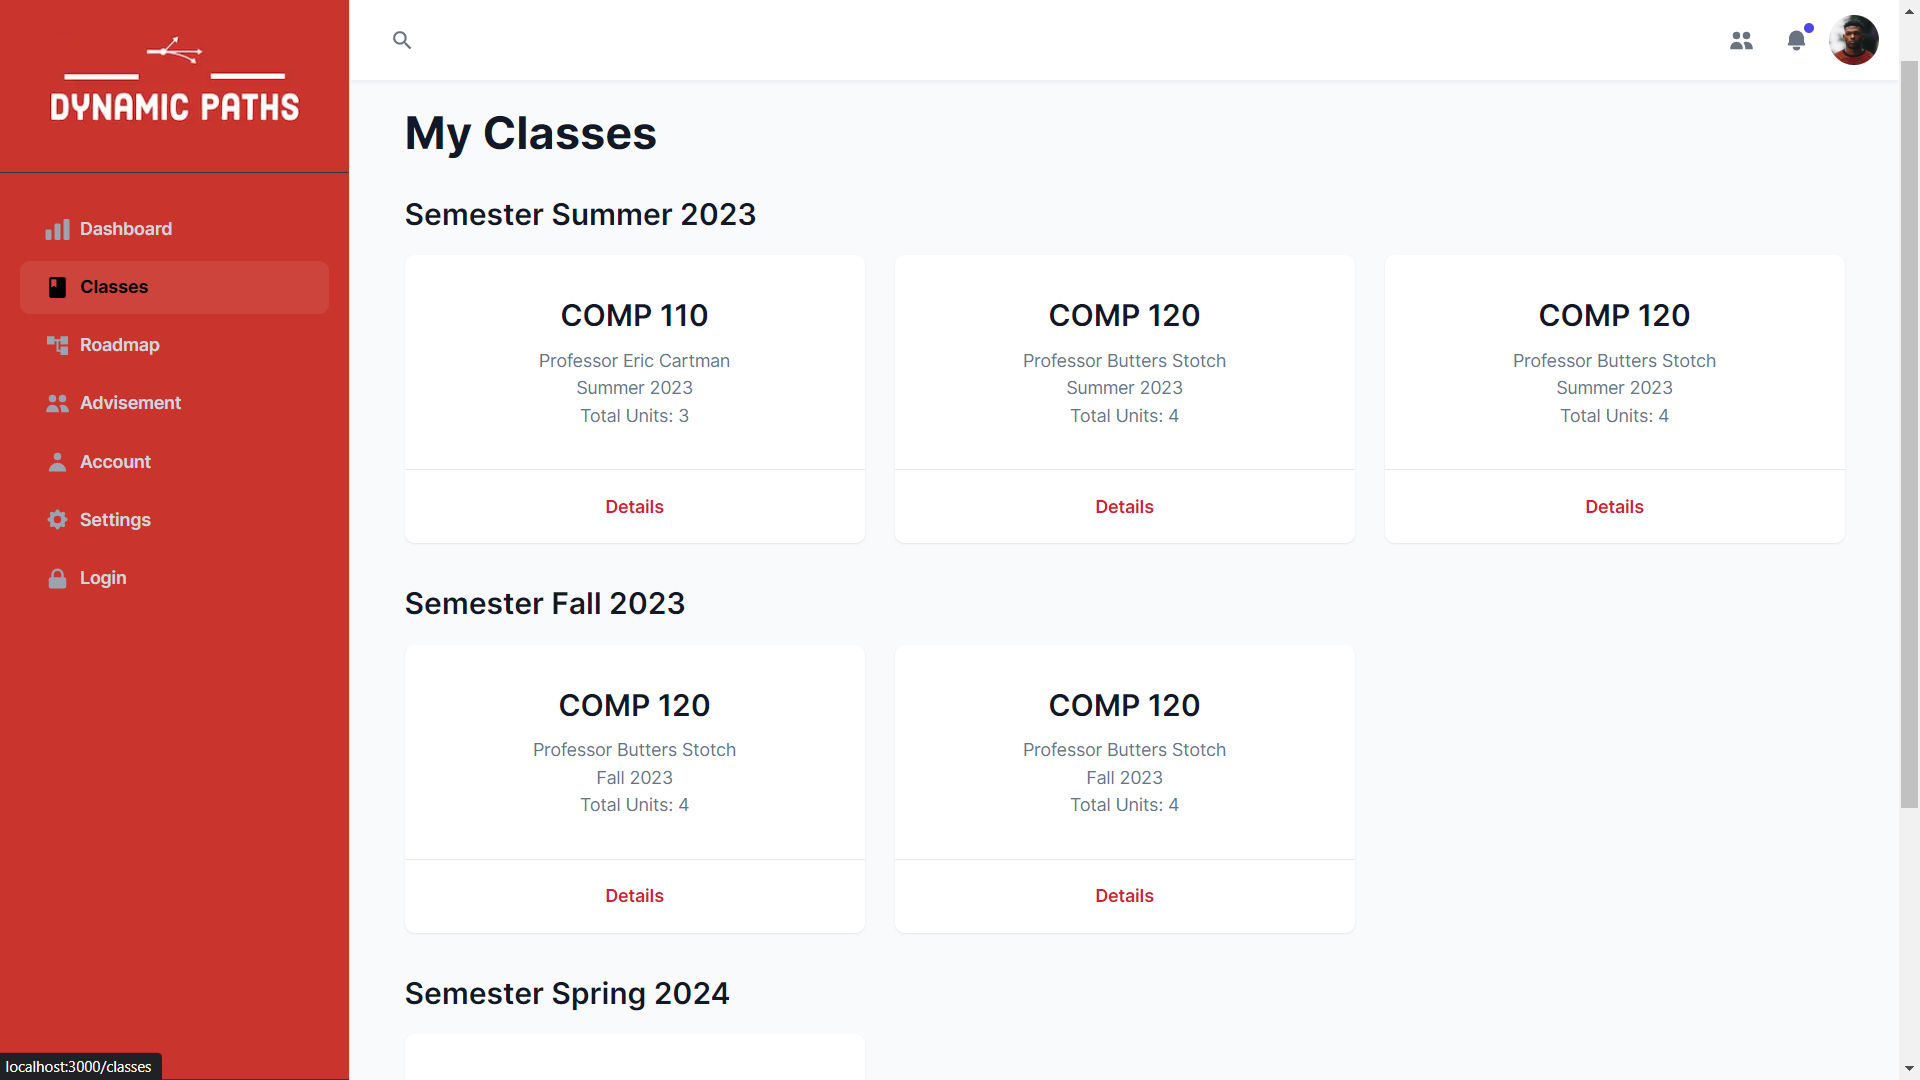 DYNAMIC PATHS
Dashboard
Classes
Roadmap
Advisement
Account
Settings
Login
My Classes
Semester Summer 2023
COMP 110
Professor Eric Cartman
Summer 2023
Total Units: 3
Details
COMP 120
Professor Butters Stotch
Summer 2023
Total Units: 4
Details
COMP 120
Professor Butters Stotch
Summer 2023
Total Units: 4
Details
Semester Fall 2023
COMP 120
Professor Butters Stotch
Fall 2023
Total Units: 4
Details
COMP 120
Professor Butters Stotch
Fall 2023
Total Units: 4
Details
Semester Spring 2024
localhost:3000/classes